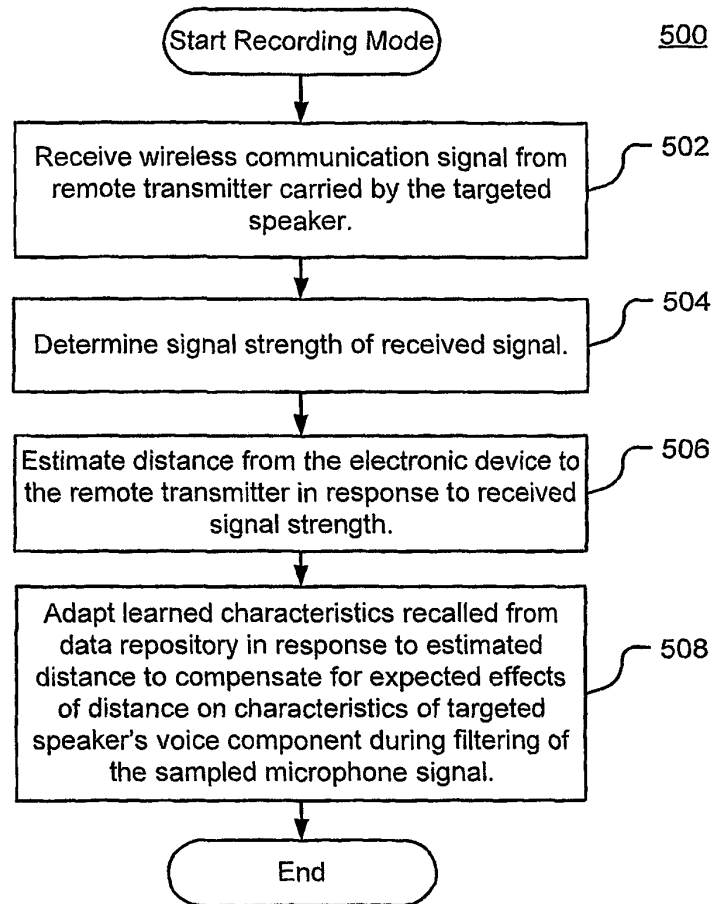 Start Recording Mode
500
Receive wireless communication signal from
remote transmitter carried by the targeted
speaker.
502
Determine signal strength of received signal.
504
Estimate distance from the electronic device to
the remote transmitter in response to received
signal strength.
506
Adapt learned characteristics recalled from
data repository in response to estimated
distance to compensate for expected effects
of distance on characteristics of targeted
speaker's voice component during filtering of
the sampled microphone signal.
508
End